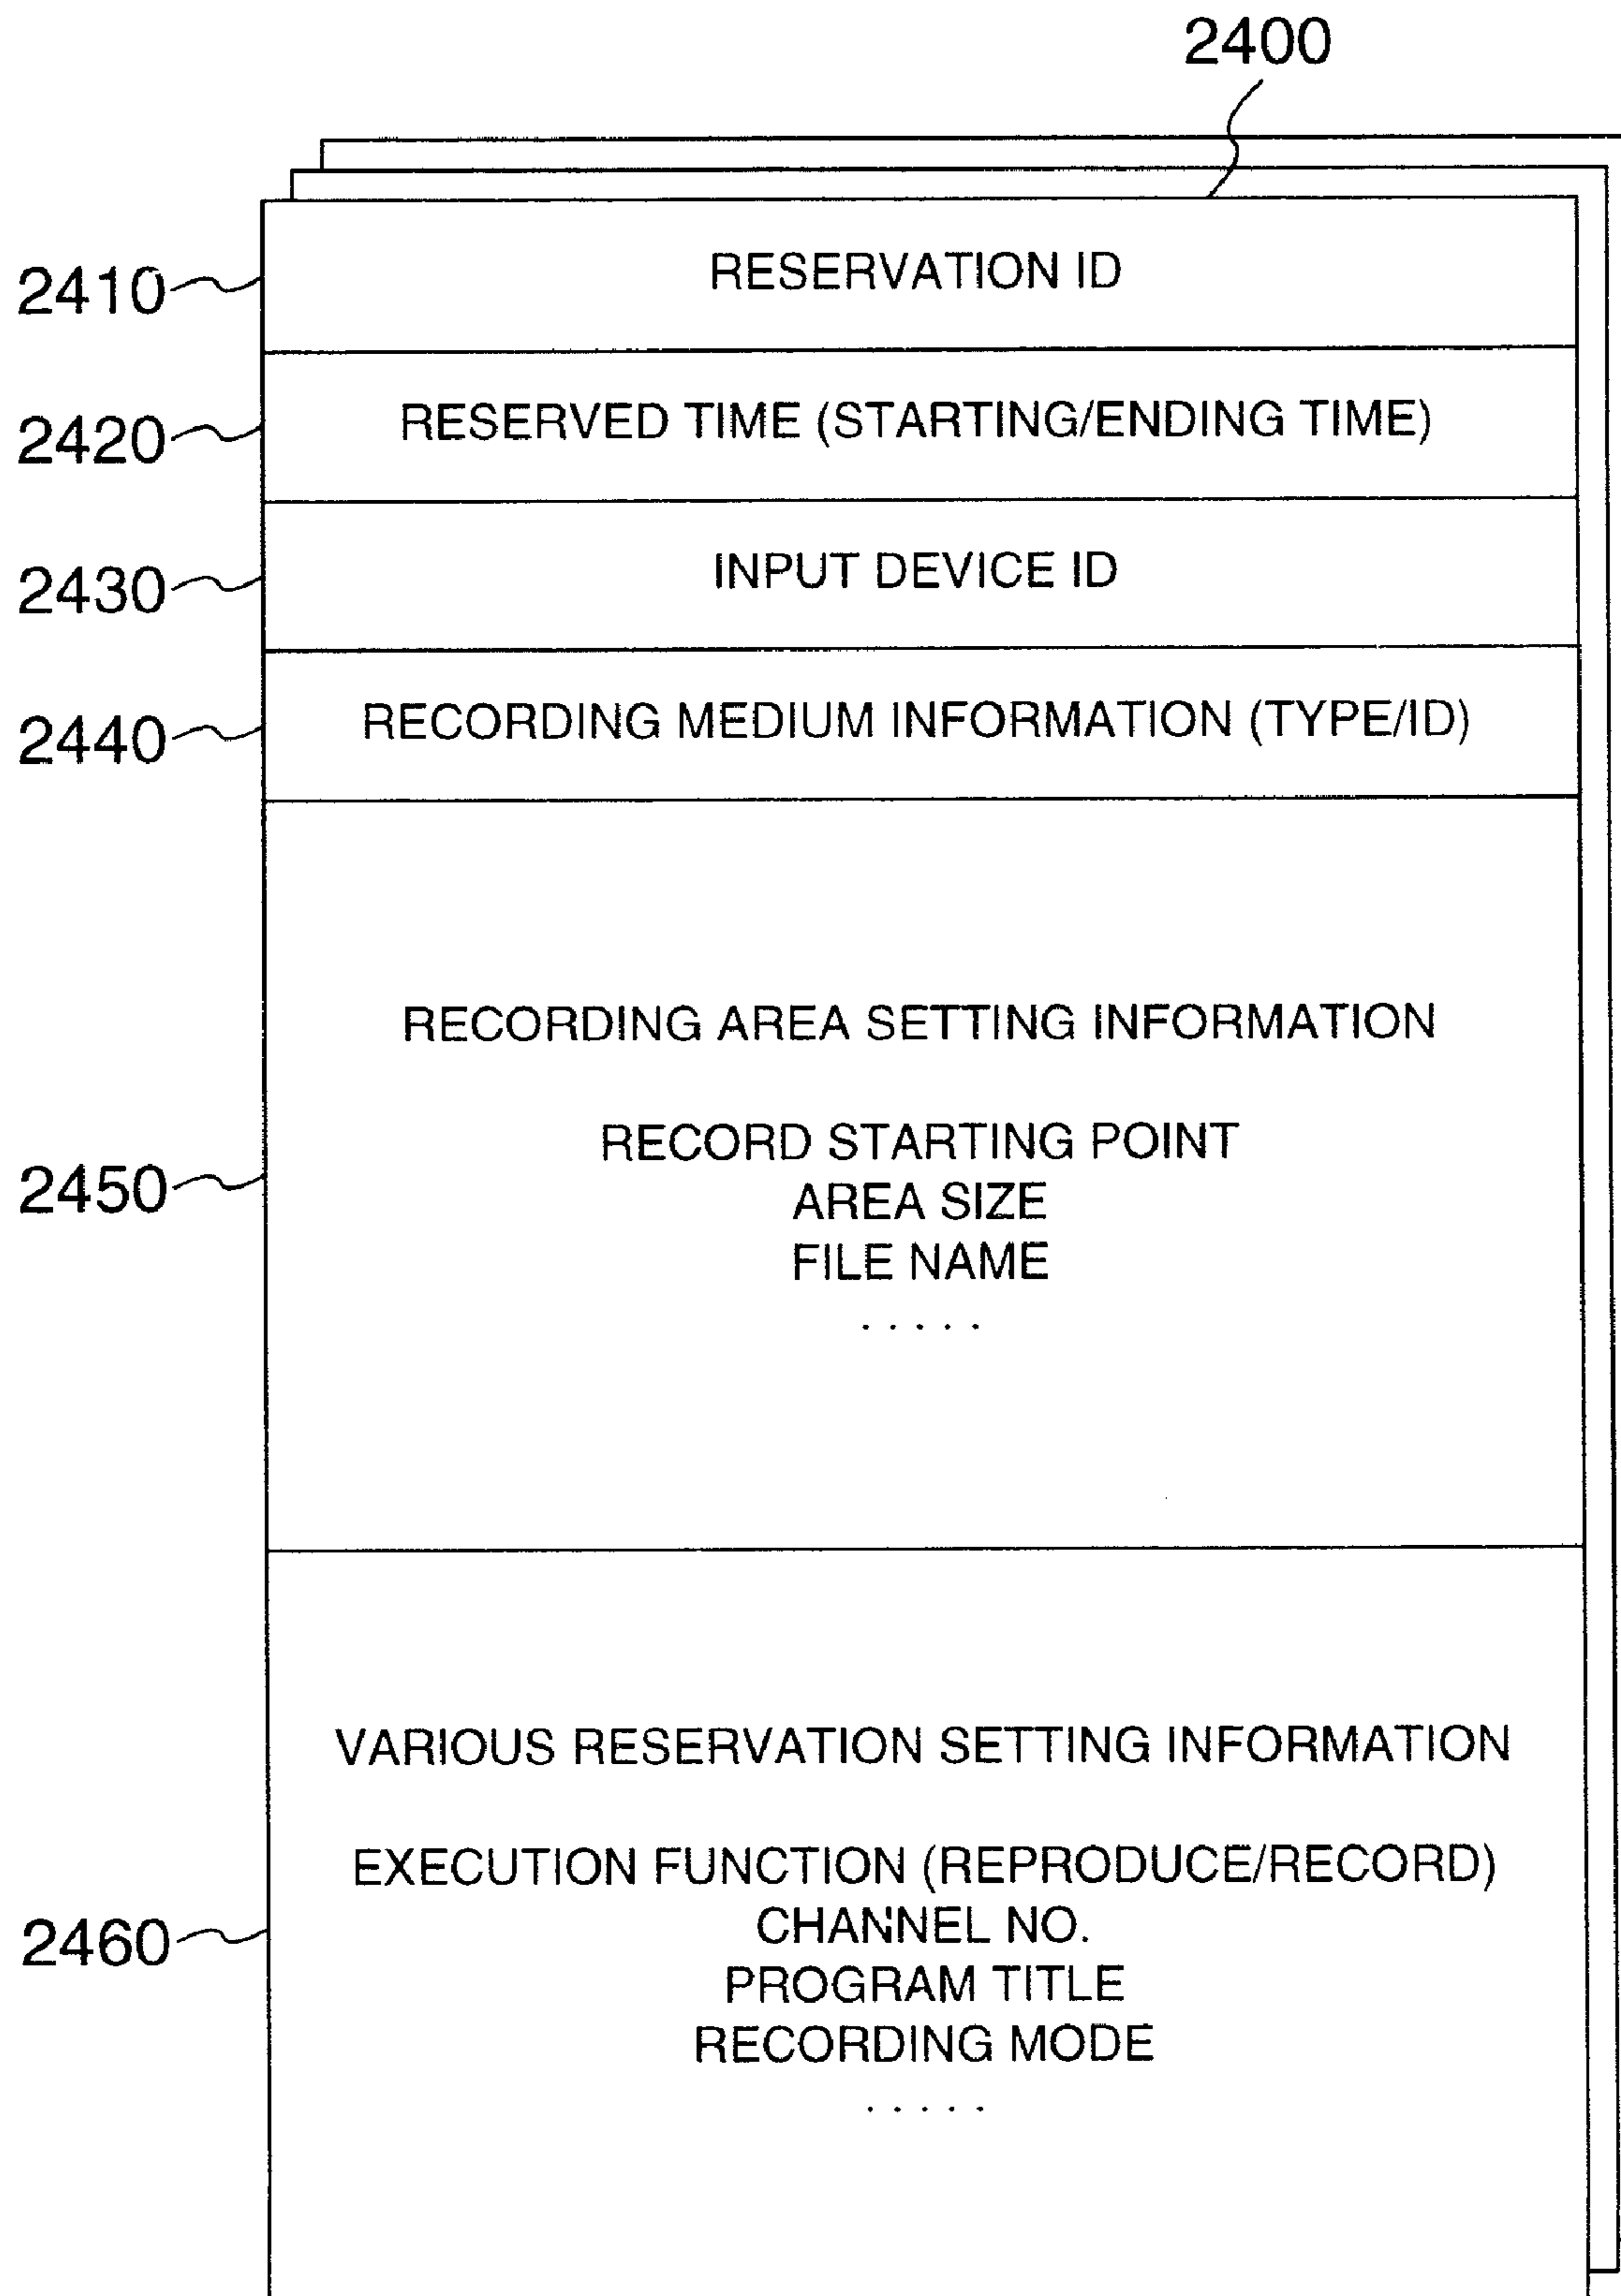 2400
2410 RESERVATION ID
2420 RESERVED TIME (STARTING/ENDING TIME)
2430 INPUT DEVICE ID
2440 RECORDING MEDIUM INFORMATION (TYPE/ID)
RECORDING AREA SETTING INFORMATION
RECORD STARTING POINT
2450 AREA SIZE
FILE NAME
. . . . .
VARIOUS RESERVATION SETTING INFORMATION
EXECUTION FUNCTION (REPRODUCE/RECORD)
2460 CHANNEL NO.
PROGRAM TITLE
RECORDING MODE
. . . . .